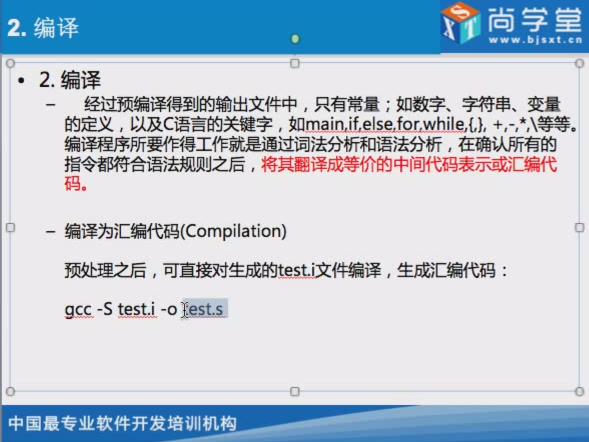 2. 编译
尚学堂
www.bjsxt.cn
• 2. 编译
– 经过预编译得到的输出文件中，只有常量；如数字、字符串、变量
的定义，以及C语言的关键字，如main,if,else,for,while,{,}, +,-,*,\等等。
编译程序所要作得工作就是通过词法分析和语法分析，在确认所有的
指令都符合语法规则之后，将其翻译成等价的中间代码表示或汇编代
码。
– 编译为汇编代码(Compilation)
预处理之后，可直接对生成的test.i文件编译，生成汇编代码：
gcc -S test.i -o test.s
中国最专业软件开发培训机构